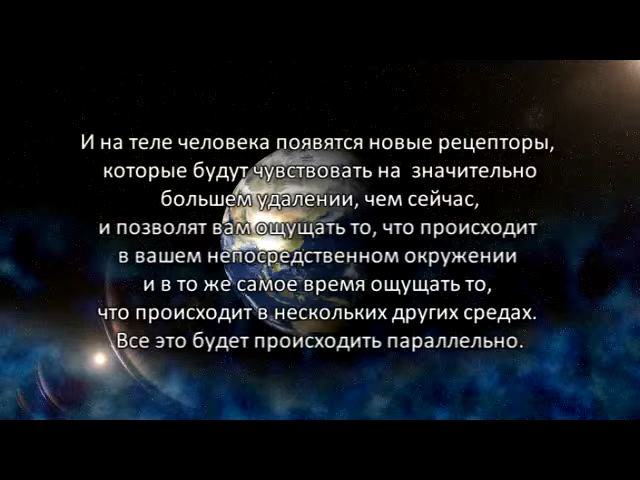 И на теле человека появятся новые рецепторы,
которые будут чувствовать на значительно
большем удалении, чем сейчас,
и позволят вам ощущать то, что происходит
в вашем непосредственном окружении
и в то же самое время ощущать то,
что происходит в нескольких других средах.
Все это будет происходить параллельно.